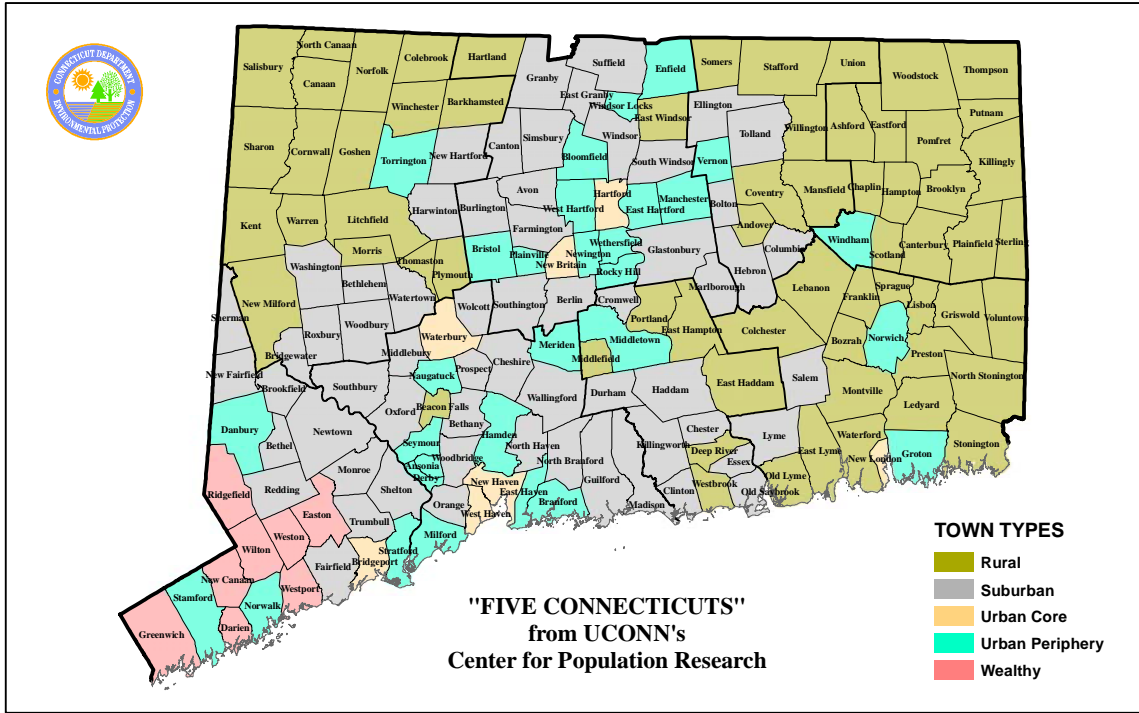 CONNECTICUT DEPARTMENT
ENVIRONMENTAL PROTECTION
North Canaan
Salisbury
Canaan
Norfolk
Colebrook
Hartland
Suffield
Granby
East Granby
Enfield
Windsor Locks
East Windsor
Somers
Stafford
Union
Woodstock
Thompson
Winchester
Barkhamsted
Ellington
Putnam
Sharon
Cornwall
Goshen
Torrington
New Hartford
Canton
Simsbury
Bloomfield
Windsor
South Windsor
Vernon
Tolland
Willington
Ashford
Eastford
Pomfret
Killingly
Kent
Warren
Litchfield
Harwinton
Burlington
Avon
Farmington
West Hartford
Hartford
East Hartford
Manchester
Bolton
Coventry
Mansfield
Chaplin
Hampton
Brooklyn
Andover
Columbia
Windham
Scotland
Canterbury
Plainfield
Sterling
Morris
Washington
Bethlehem
Thomaston
Plymouth
Bristol
Plainville
New Britain
Newington
Wethersfield
Rocky Hill
Glastonbury
Hebron
Marlborough
Lebanon
Franklin
Sprague
Lisbon
Griswold
Voluntown
New Milford
Sherman
Roxbury
Woodbury
Watertown
Wolcott
Southington
Berlin
Cromwell
Portland
East Hampton
Colchester
Bozrah
Norwich
Preston
North Stonington
Bridgewater
Middlebury
Waterbury
Cheshire
Meriden
Middletown
Middlefield
New Fairfield
Brookfield
Southbury
Naugatuck
Prospect
Wallingford
Durham
Haddam
East Haddam
Salem
Montville
Ledyard
Oxford
Beacon Falls
Bethany
Danbury
Bethel
Newtown
Seymour
Hamden
North Haven
North Branford
Guilford
Killingworth
Chester
Deep River
Essex
Lyme
East Lyme
Waterford
New London
Groton
Stonington
Monroe
Woodbridge
Ansonia
Derby
Ridgefield
Redding
Easton
Shelton
Orange
New Haven
West Haven
East Haven
Branford
Madison
Clinton
Westbrook
Old Saybrook
Old Lyme
Wilton
Weston
Trumbull
Milford
Stratford
Bridgeport
Fairfield
New Canaan
Westport
Stamford
Norwalk
Darien
Greenwich
"FIVE CONNECTICUTS"
from UCONN's
Center for Population Research
TOWN TYPES
Rural
Suburban
Urban Core
Urban Periphery
Wealthy